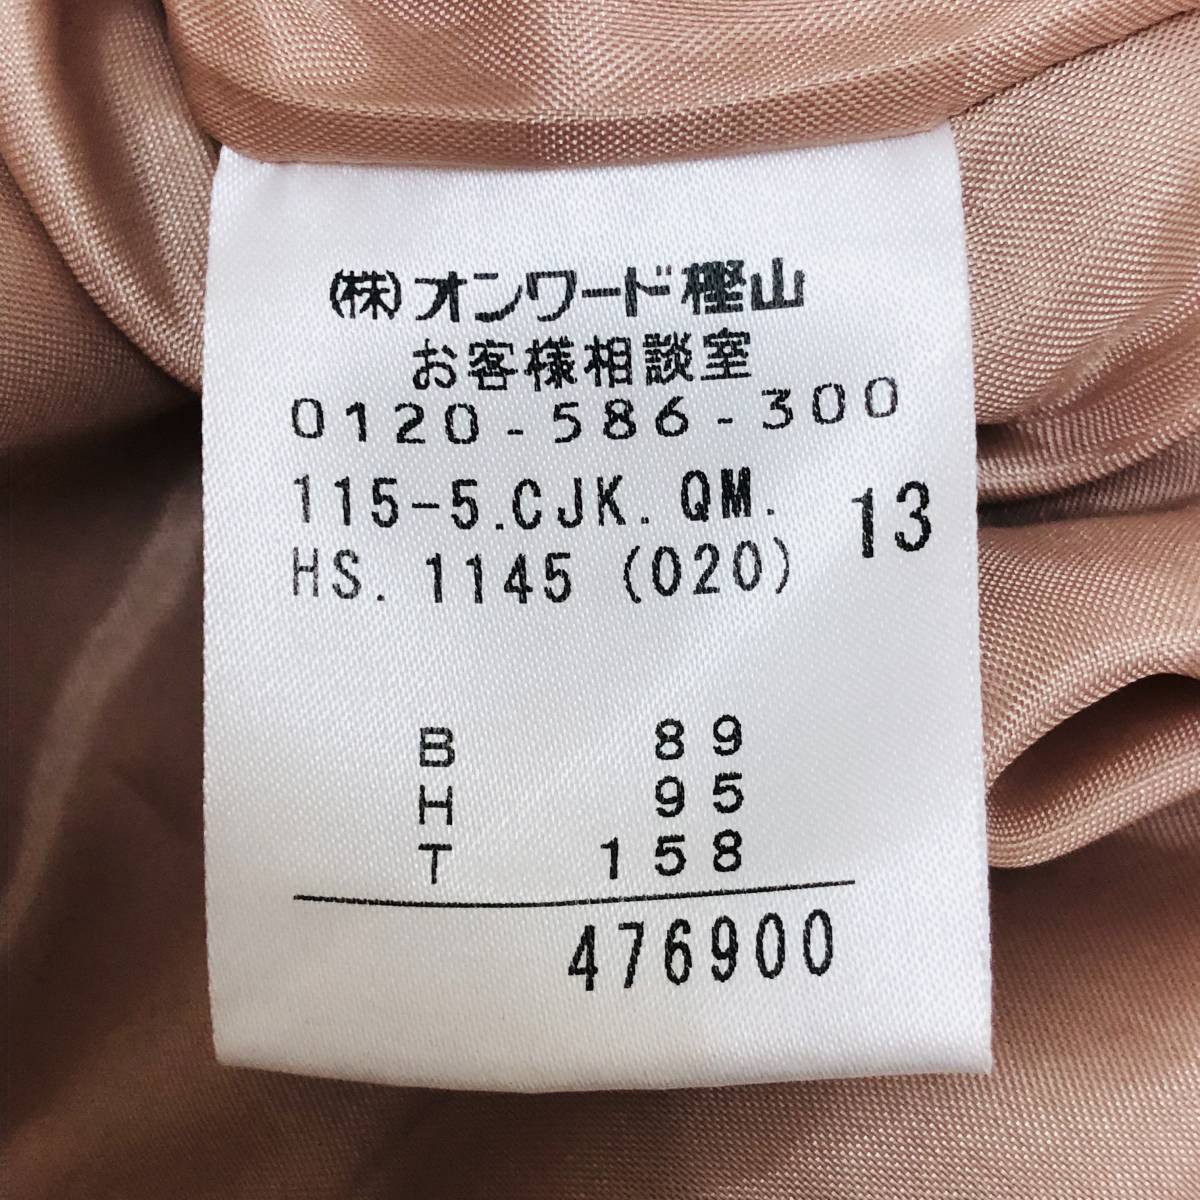 (株)オンワード樫山
お客様相談室
0120-586-300
115-5.CJK.QM.
HS.1145(020) 13
B 89
H 95
T 158
476900